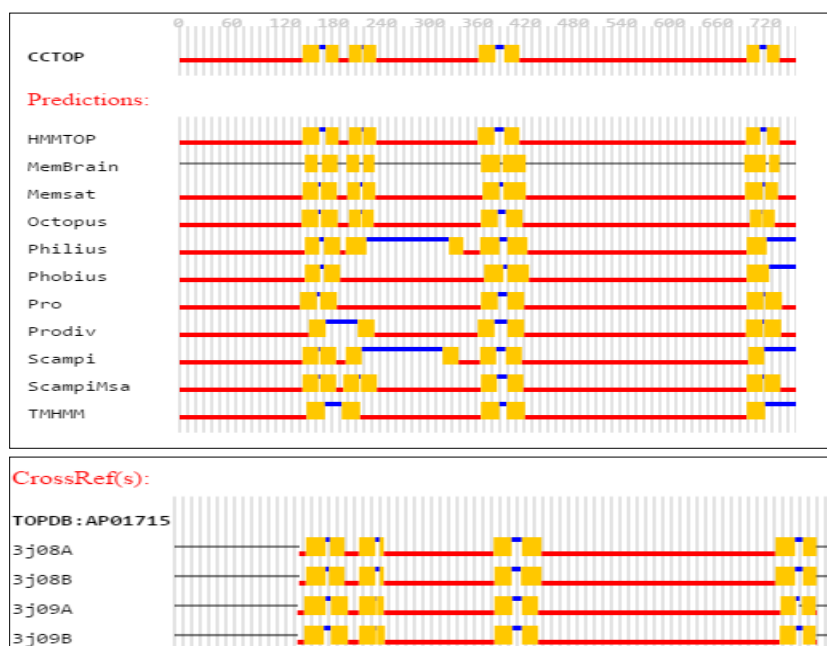 0 60 120 180 240 300 360 420 480 540 600 660 720
CCTOP
Predictions:
HMMTOP
MemBrain
Memsat
Octopus
Philius
Phobius
Pro
Prodiv
Scampi
ScampiMsa
TMHMM
CrossRef(s):
TOPDB:AP01715
3j08A
3j08B
3j09A
3j09B